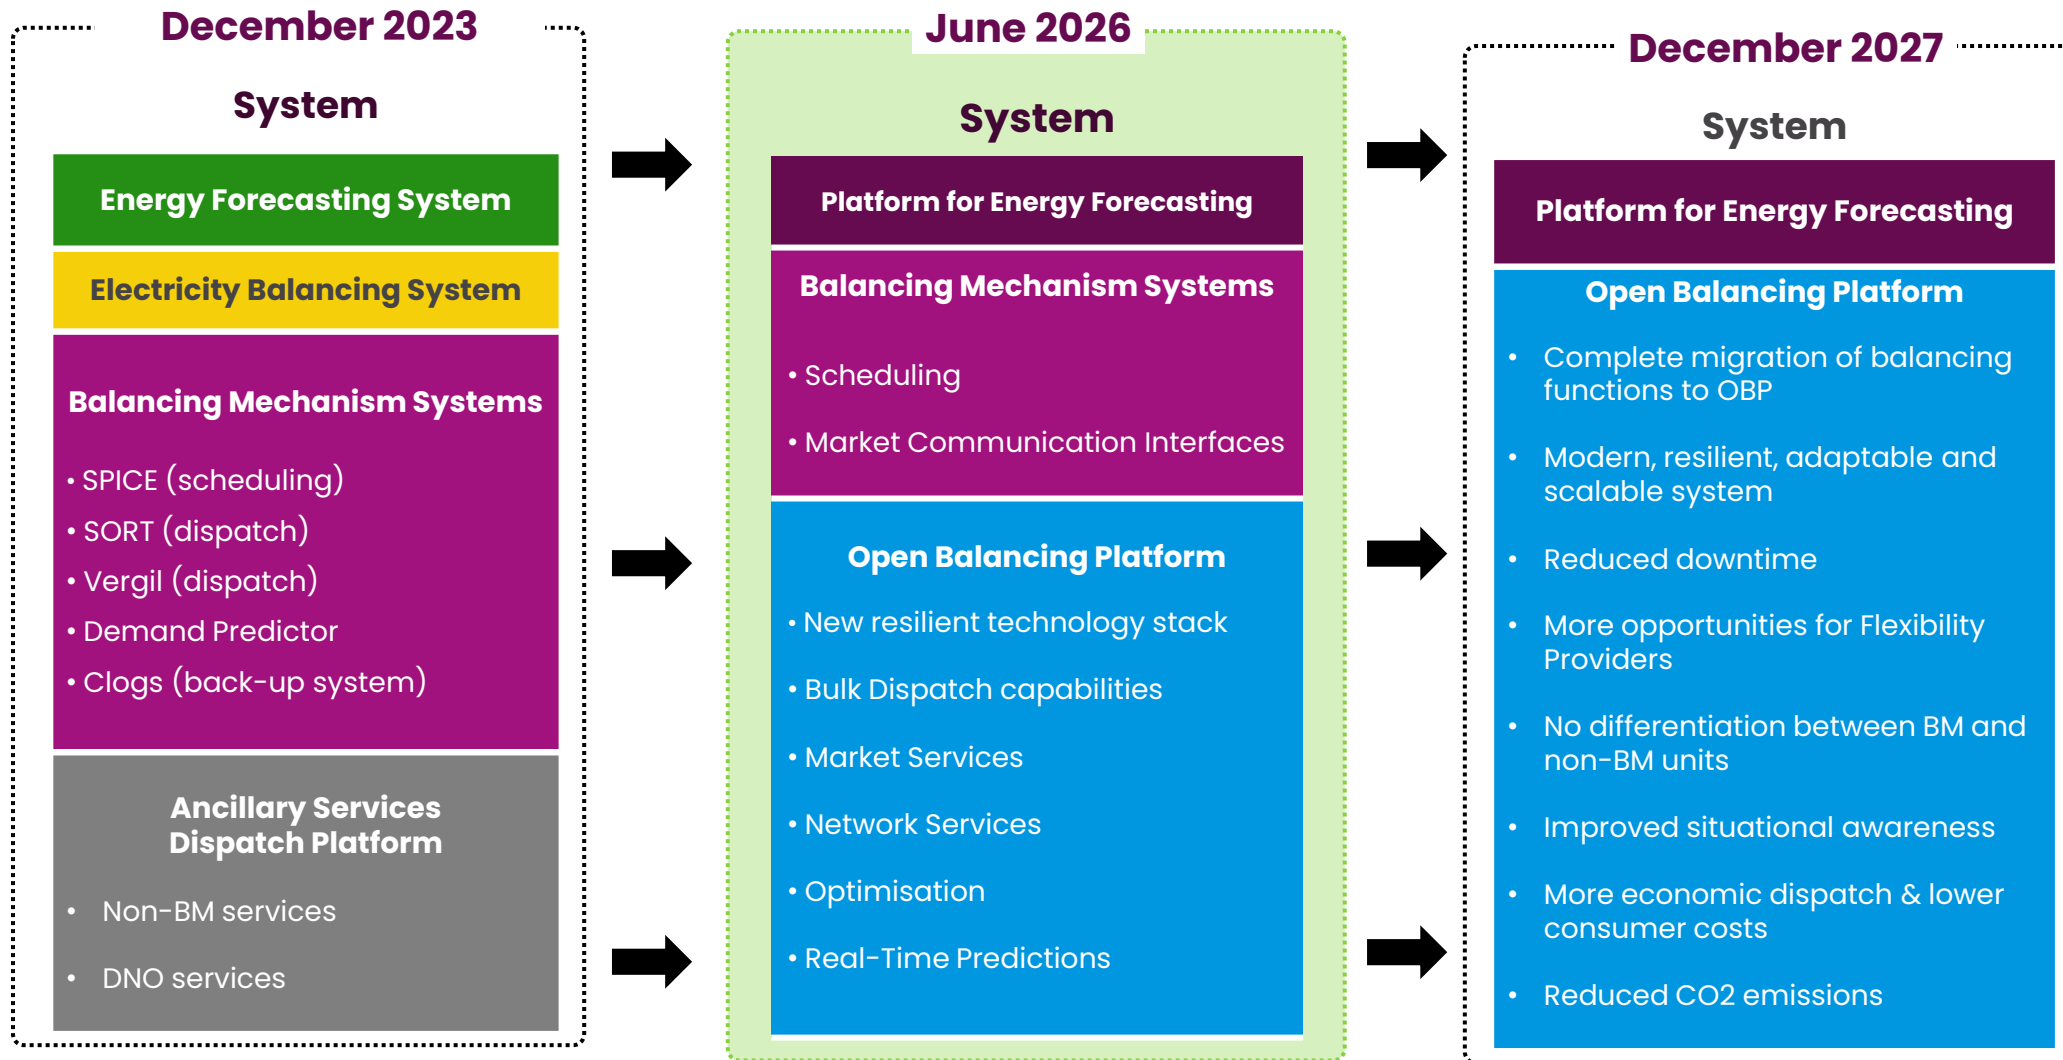 December 2023
System
Energy Forecasting System
Electricity Balancing System
Balancing Mechanism Systems
• SPICE (scheduling)
• SORT (dispatch)
• Vergil (dispatch)
• Demand Predictor
• Clogs (back-up system)
Ancillary Services
Dispatch Platform
• Non-BM services
• DNO services
June 2026
System
Platform for Energy Forecasting
Balancing Mechanism Systems
• Scheduling
• Market Communication Interfaces
Open Balancing Platform
• New resilient technology stack
• Bulk Dispatch capabilities
• Market Services
• Network Services
• Optimisation
• Real-Time Predictions
December 2027
System
Platform for Energy Forecasting
Open Balancing Platform
• Complete migration of balancing
functions to OBP
• Modern, resilient, adaptable and
scalable system
• Reduced downtime
• More opportunities for Flexibility
Providers
• No differentiation between BM and
non-BM units
• Improved situational awareness
• More economic dispatch & lower
consumer costs
• Reduced CO2 emissions